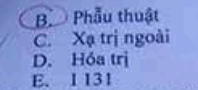 B. Phẫu thuật
C. Xạ trị ngoài
D. Hóa trị
E. I 131